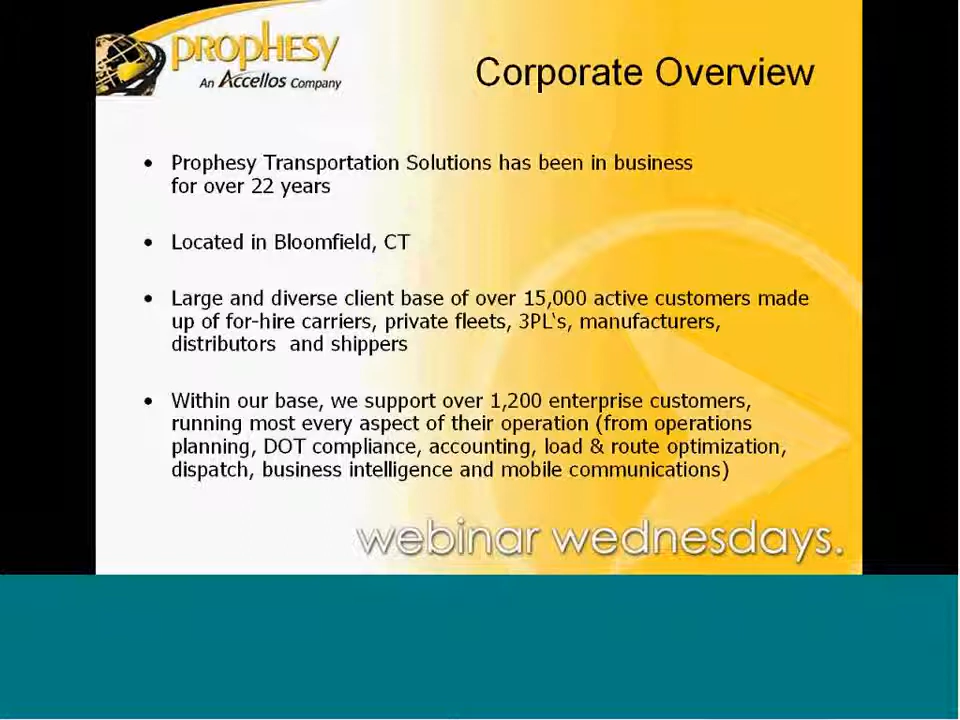 PROPHESY
An Accellos Company
Corporate Overview
• Prophesy Transportation Solutions has been in business
for over 22 years
• Located in Bloomfield, CT
• Large and diverse client base of over 15,000 active customers made
up of for-hire carriers, private fleets, 3PL's, manufacturers,
distributors  and shippers
• Within our base, we support over 1,200 enterprise customers,
running most every aspect of their operation (from operations
planning, DOT compliance, accounting, load & route optimization,
dispatch, business intelligence and mobile communications)
webinar wednesdays.